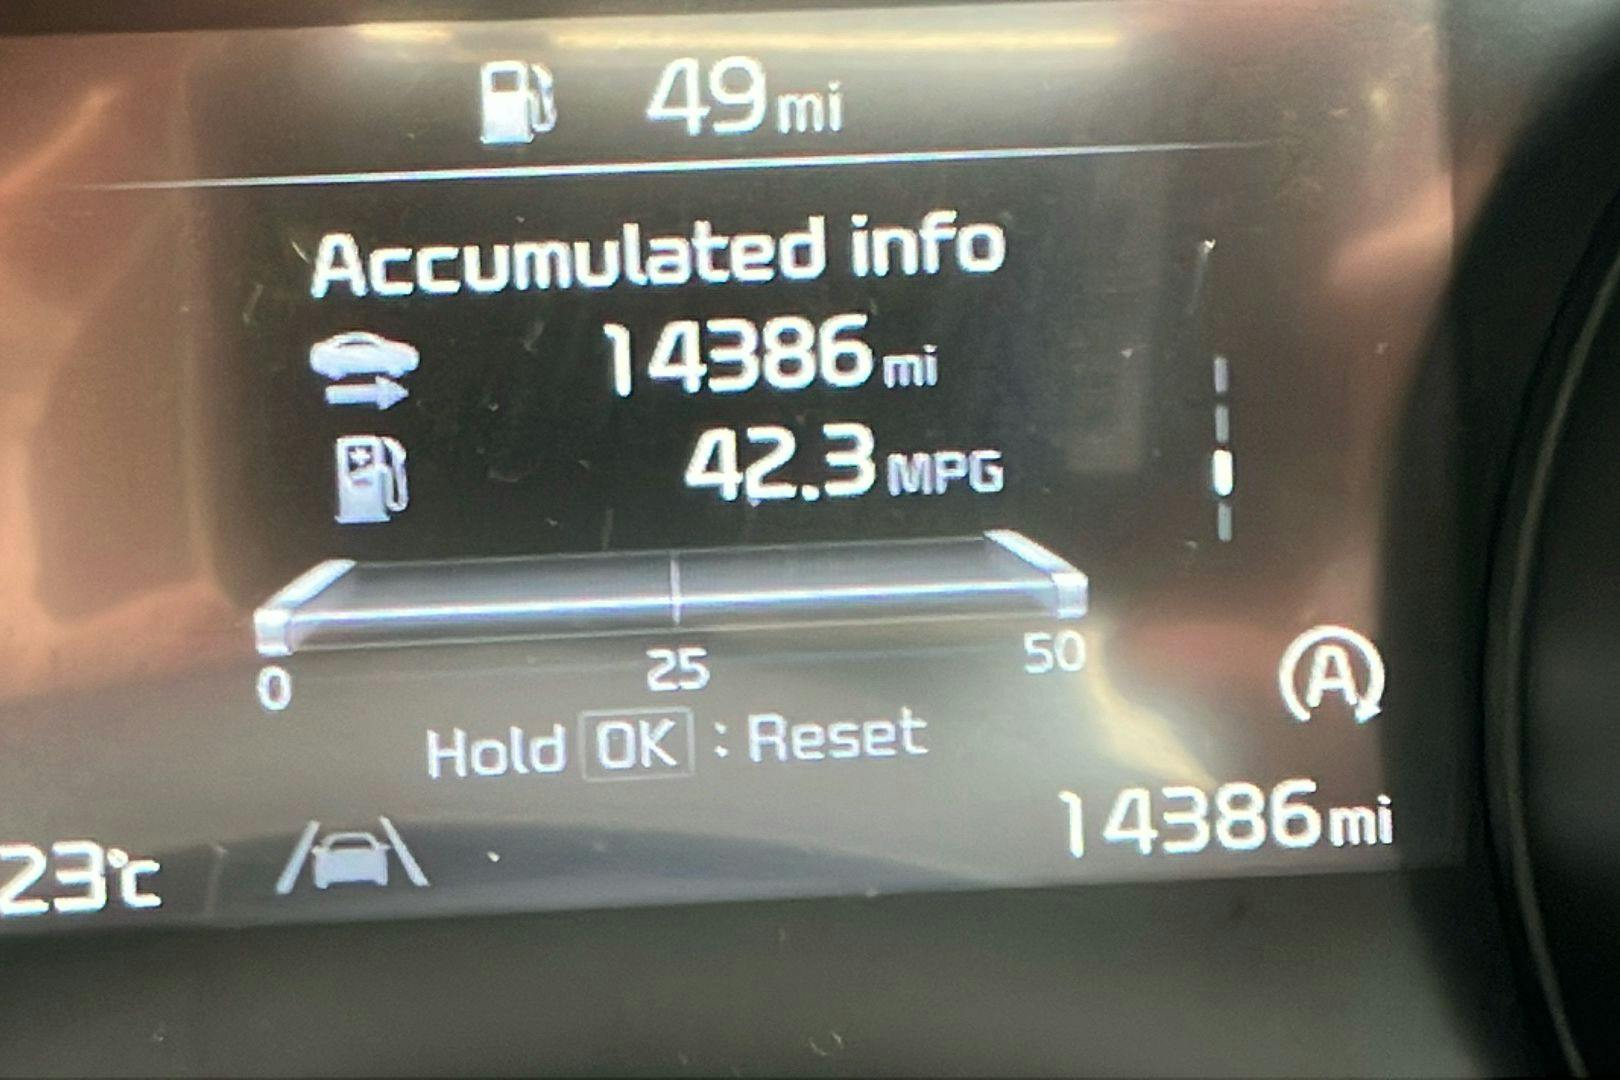 49mi
Accumulated info
14386mi
42.3MPG
0 25 50
Hold OK : Reset
A
14386mi
23°c